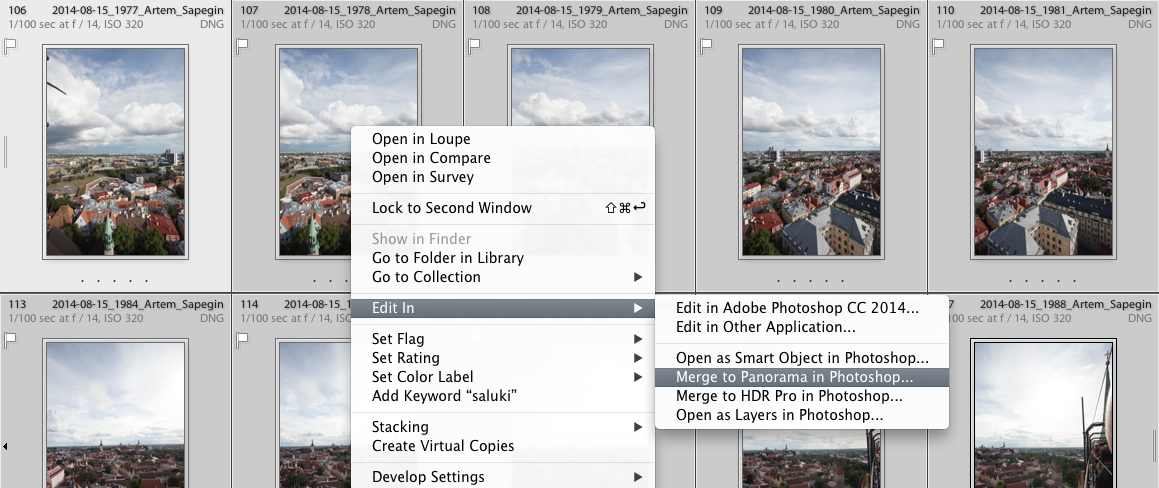 106 2014-08-15_1977_Artem_Sapegin
1/100 sec at f / 14, ISO 320 DNG
107 2014-08-15_1978_Artem_Sapegin
1/100 sec at f / 14, ISO 320 DNG
108 2014-08-15_1979_Artem_Sapegin
1/100 sec at f / 14, ISO 320 DNG
109 2014-08-15_1980_Artem_Sapegin
1/100 sec at f / 14, ISO 320 DNG
110 2014-08-15_1981_Artem_Sapegin
1/100 sec at f / 14, ISO 320 DNG
Open in Loupe
Open in Compare
Open in Survey
Lock to Second Window ⇧⌘↩
Show in Finder
Go to Folder in Library
Go to Collection ▶
Edit In ▶
Set Flag ▶
Set Rating ▶
Set Color Label ▶
Add Keyword “saluki”
Stacking ▶
Create Virtual Copies
Develop Settings ▶
Edit in Adobe Photoshop CC 2014...
Edit in Other Application...
Open as Smart Object in Photoshop...
Merge to Panorama in Photoshop...
Merge to HDR Pro in Photoshop...
Open as Layers in Photoshop...
113 2014-08-15_1984_Artem_Sapegin
1/100 sec at f / 14, ISO 320 DNG
114 2014-08-15_1
1/100 sec at f / 14, ISO 320
7 2014-08-15_1988_Artem_Sapegin
00 sec at f / 14, ISO 320 DNG